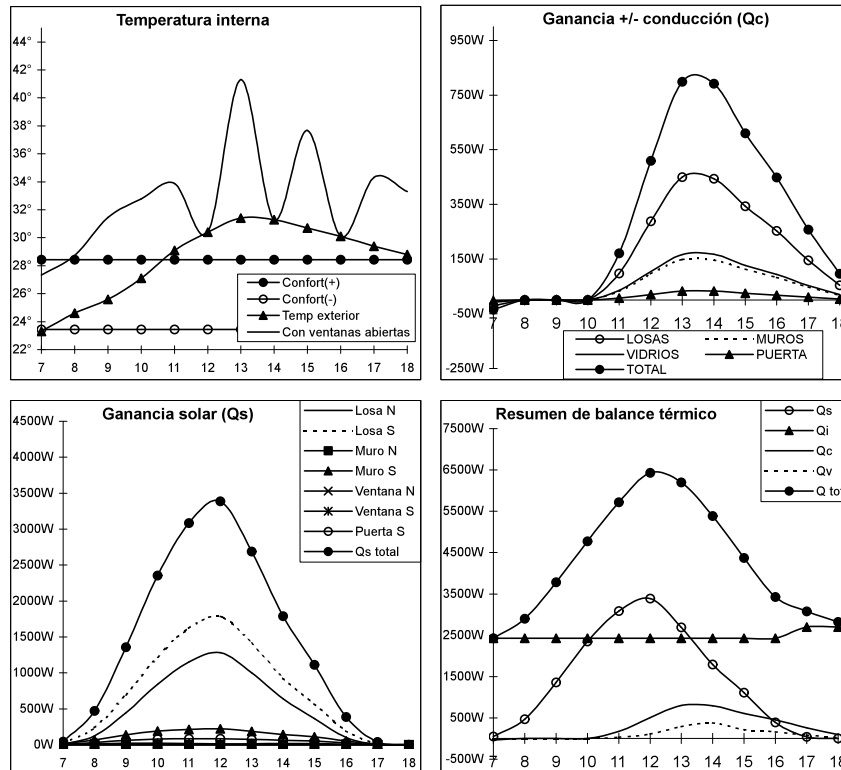 Temperatura interna
44°
42°
40°
38°
36°
34°
32°
30°
28°
26°
24°
22°
7 8 9 10 11 12 13 14 15 16 17 18
Confort(+)
Confort(-)
Temp exterior
Con ventanas abiertas
Ganancia +/- conducción (Qc)
950W
750W
550W
350W
150W
-50W
-250W
7 8 9 10 11 12 13 14 15 16 17 18
LOSAS MUROS
VIDRIOS PUERTA
TOTAL
Ganancia solar (Qs)
4500W
4000W
3500W
3000W
2500W
2000W
1500W
1000W
500W
0W
7 8 9 10 11 12 13 14 15 16 17 18
Losa N
Losa S
Muro N
Muro S
Ventana N
Ventana S
Puerta S
Qs total
Resumen de balance térmico
7500W
6500W
5500W
4500W
3500W
2500W
1500W
500W
-500W
7 8 9 10 11 12 13 14 15 16 17 18
Qs
Qi
Qc
Qv
Q tot